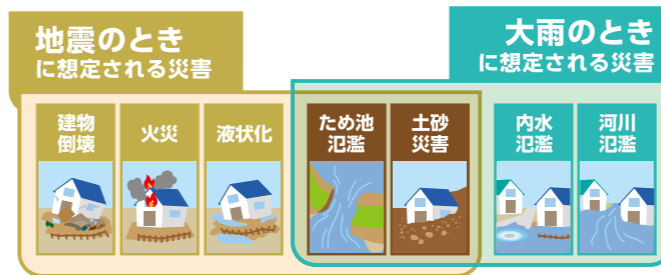 地震のとき
に想定される災害
大雨のとき
に想定される災害
建物
倒壊
火災
液状化
ため池
氾濫
土砂
災害
内水
氾濫
河川
氾濫